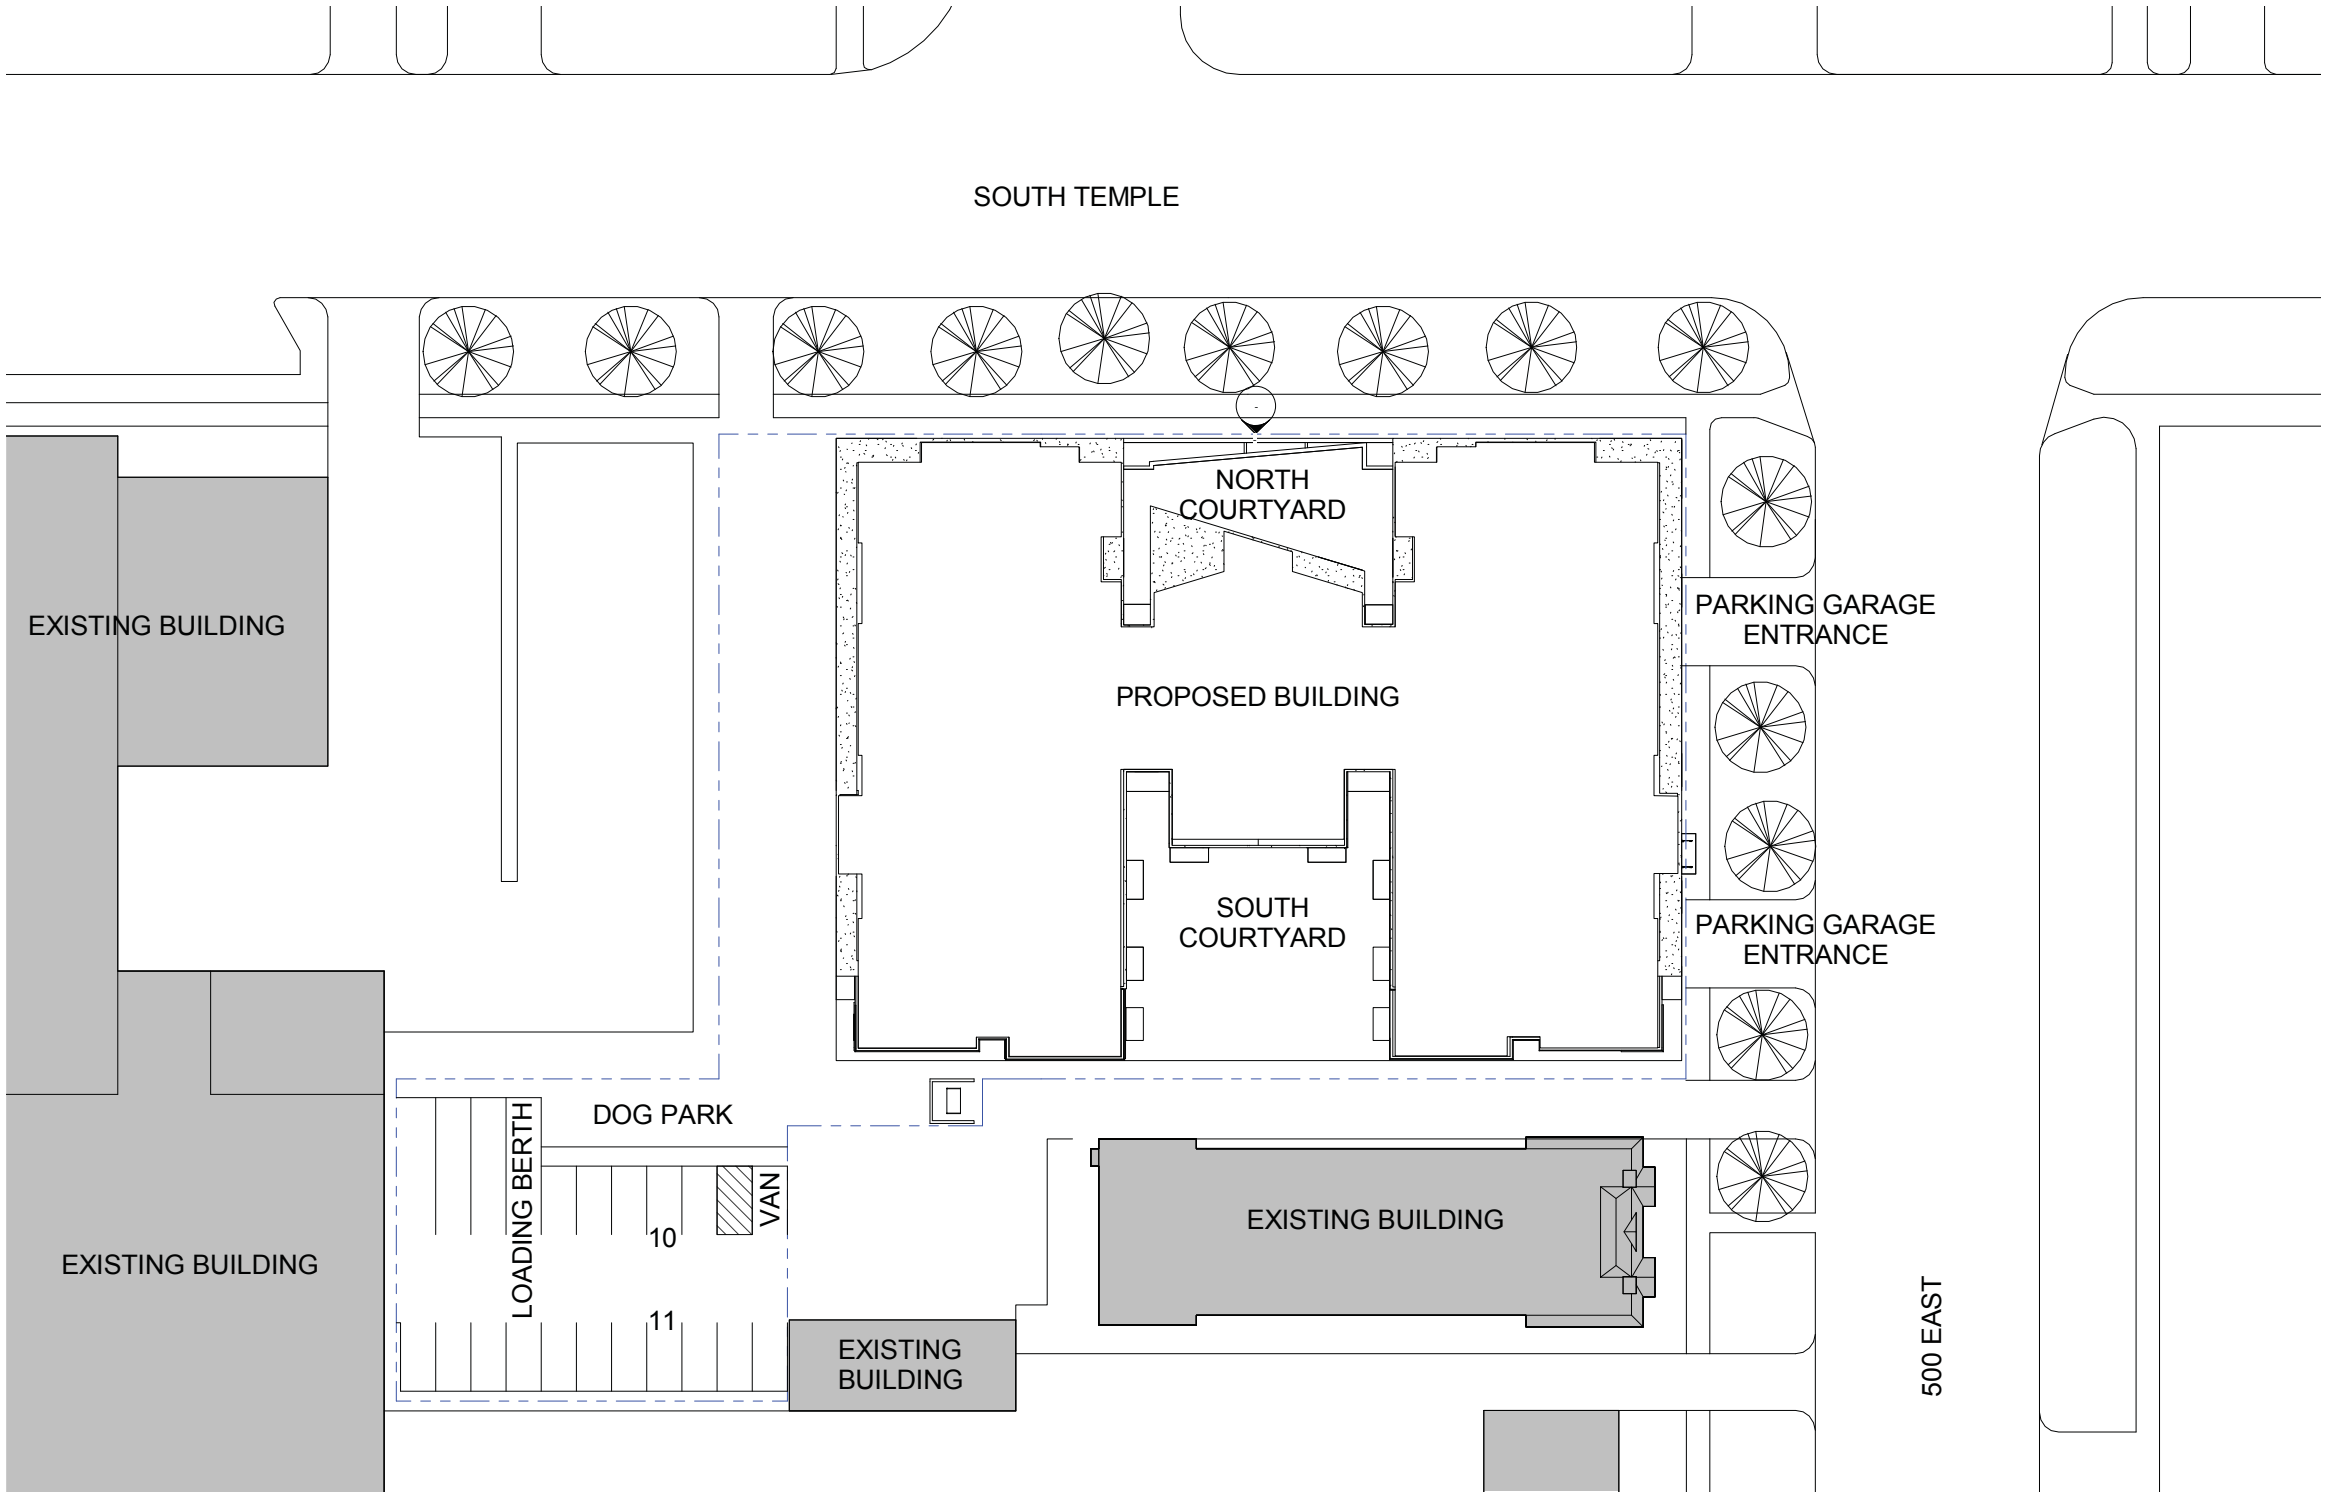 SOUTH TEMPLE
-
NORTH
COURTYARD
EXISTING BUILDING
PARKING GARAGE
ENTRANCE
PROPOSED BUILDING
SOUTH
COURTYARD
PARKING GARAGE
ENTRANCE
DOG PARK
LOADING BERTH
VAN
10
EXISTING BUILDING
EXISTING BUILDING
11
EXISTING
BUILDING
500 EAST